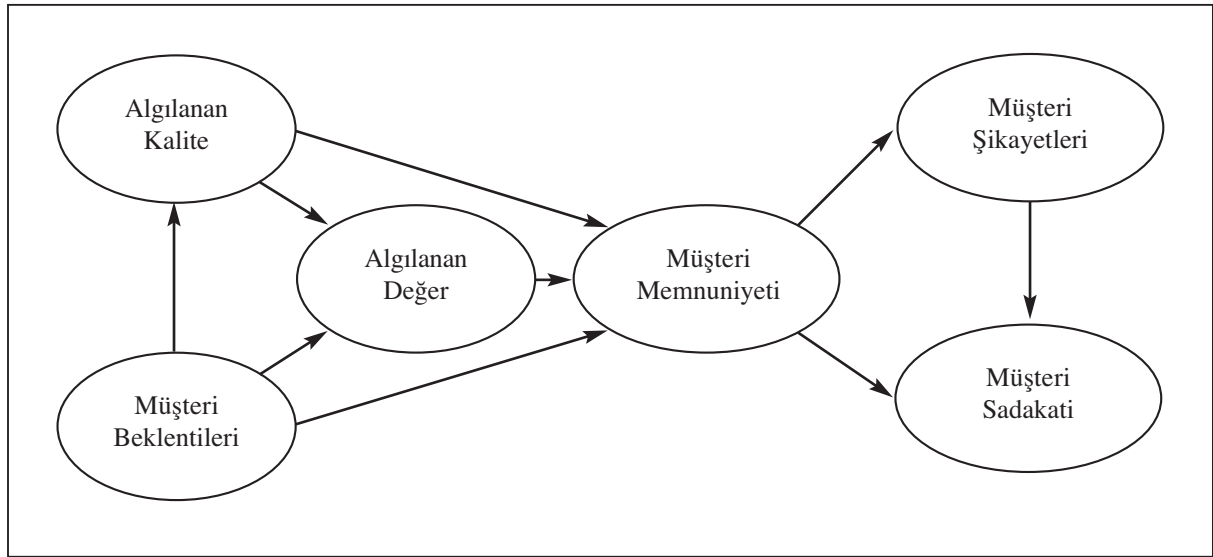 Algılanan
Kalite
Müşteri
Şikayetleri
Algılanan
Değer
Müşteri
Memnuniyeti
Müşteri
Beklentileri
Müşteri
Sadakati